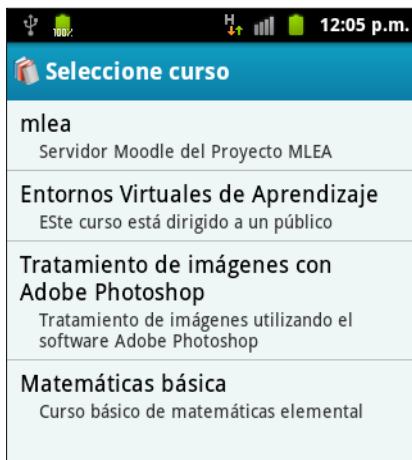 100%
H
12:05 p.m.
Seleccione curso
mlea
Servidor Moodle del Proyecto MLEA
Entornos Virtuales de Aprendizaje
ESte curso está dirigido a un público
Tratamiento de imágenes con
Adobe Photoshop
Tratamiento de imágenes utilizando el
software Adobe Photoshop
Matemáticas básica
Curso básico de matemáticas elemental